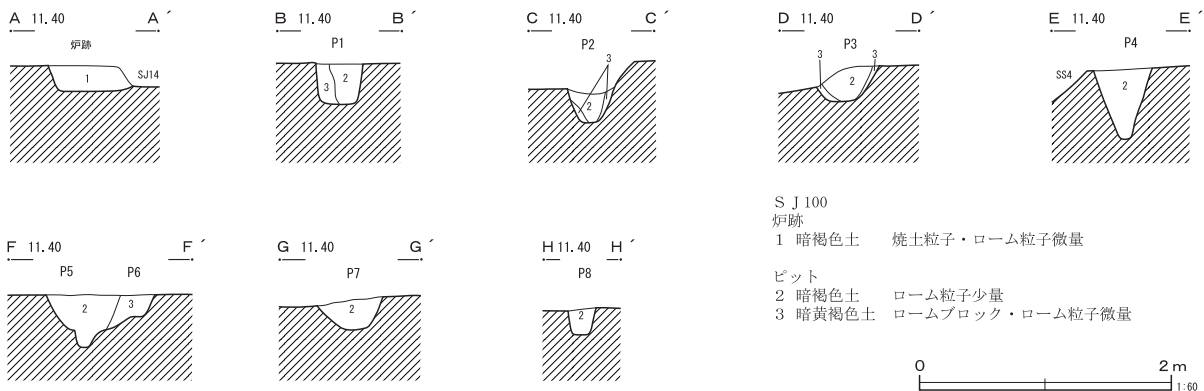 A 11.40 A´
炉跡
1 SJ14
B 11.40 B´
P1
3 2
C 11.40 C´
P2
3
2
D 11.40 D´
P3
3 3
2
E 11.40 E´
P4
SS4
2
F 11.40 F´
P5 P6
2 3
G 11.40 G´
P7
2
H 11.40 H´
P8
2
ＳＪ100
炉跡
1 暗褐色土 焼土粒子・ローム粒子微量
ピット
2 暗褐色土 ローム粒子少量
3 暗黄褐色土 ロームブロック・ローム粒子微量
0 2m
1:60